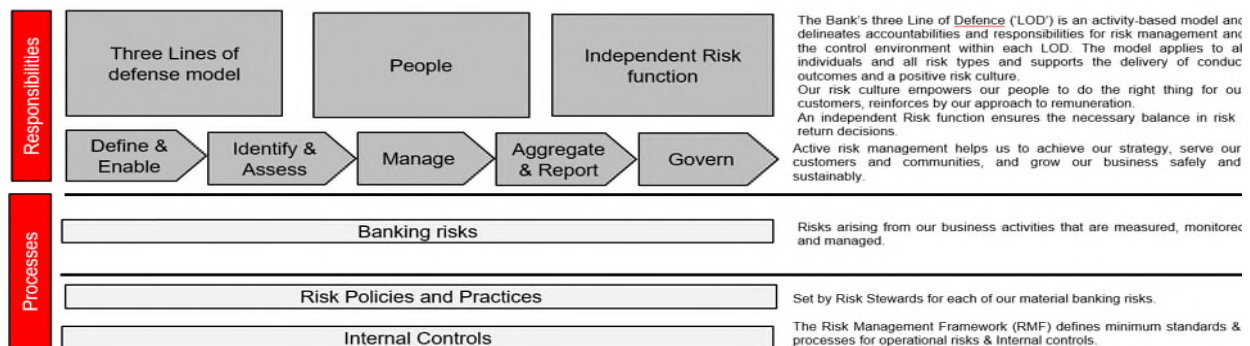 Responsibilities
Three Lines of
defense model
People
Independent Risk
function
Define &
Enable
Identify &
Assess
Manage
Aggregate
& Report
Govern
The Bank's three Line of Defence ('LOD') is an activity-based model and
delineates accountabilities and responsibilities for risk management and
the control environment within each LOD. The model applies to al
individuals and all risk types and supports the delivery of conduc
outcomes and a positive risk culture.
Our risk culture empowers our people to do the right thing for ou
customers, reinforces by our approach to remuneration.
An independent Risk function ensures the necessary balance in risk
return decisions.
Active risk management helps us to achieve our strategy, serve our
customers and communities, and grow our business safely and
sustainably.
Processes
Banking risks
Risks arising from our business activities that are measured, monitored
and managed.
Risk Policies and Practices
Set by Risk Stewards for each of our material banking risks.
Internal Controls
The Risk Management Framework (RMF) defines minimum standards &
processes for operational risks & Internal controls.